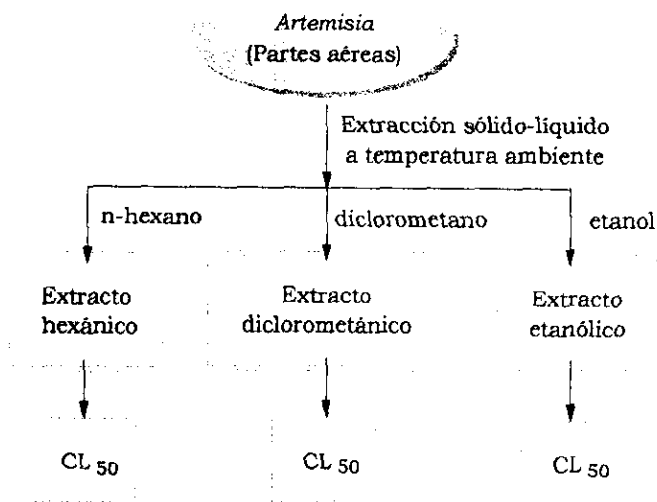 Artemisia
(Partes aéreas)
Extracción sólido-líquido
a temperatura ambiente
n-hexano
diclorometano
etanol
Extracto
hexánico
Extracto
diclorometánico
Extracto
etanólico
CL 50
CL 50
CL 50